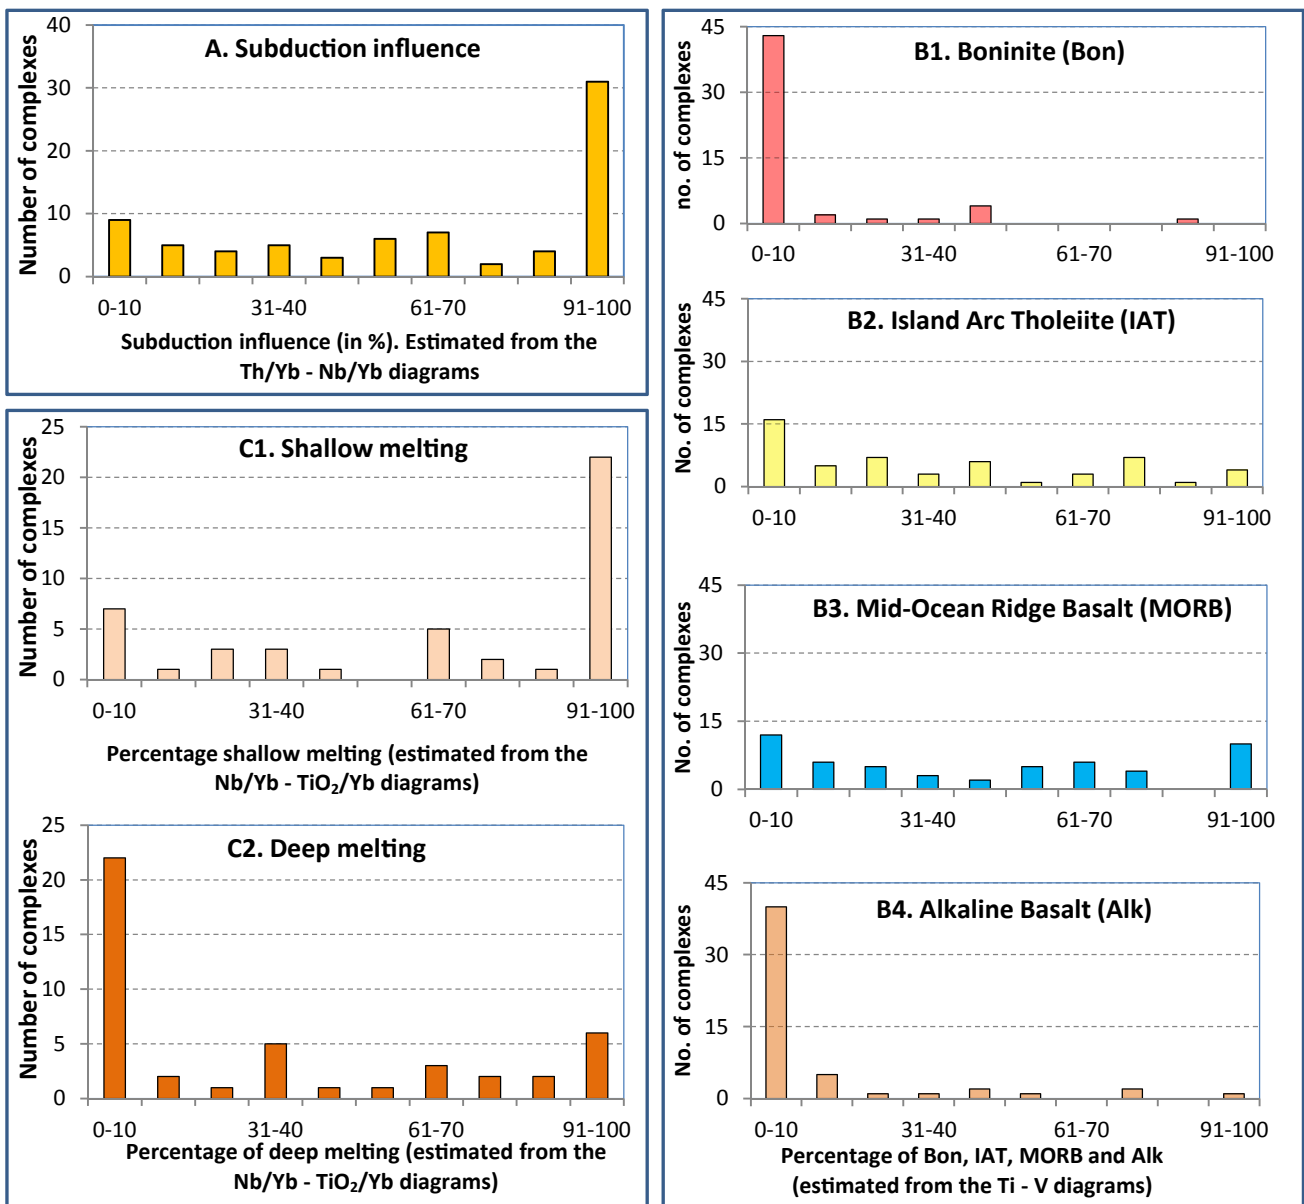 A. Subduction influence
Number of complexes
40
30
20
10
0
0-10
31-40
61-70
91-100
Subduction influence (in %). Estimated from the
Th/Yb - Nb/Yb diagrams
C1. Shallow melting
Number of complexes
25
20
15
10
5
0
0-10
31-40
61-70
91-100
Percentage shallow melting (estimated from the
Nb/Yb - TiO₂/Yb diagrams)
C2. Deep melting
Number of complexes
25
20
15
10
5
0
0-10
31-40
61-70
91-100
Percentage of deep melting (estimated from the
Nb/Yb - TiO₂/Yb diagrams)
B1. Boninite (Bon)
no. of complexes
45
30
15
0
0-10
31-40
61-70
91-100
B2. Island Arc Tholeiite (IAT)
No. of complexes
45
30
15
0
0-10
31-40
61-70
91-100
B3. Mid-Ocean Ridge Basalt (MORB)
No. of complexes
45
30
15
0
0-10
31-40
61-70
91-100
B4. Alkaline Basalt (Alk)
No. of complexes
45
30
15
0
0-10
31-40
61-70
91-100
Percentage of Bon, IAT, MORB and Alk
(estimated from the Ti - V diagrams)